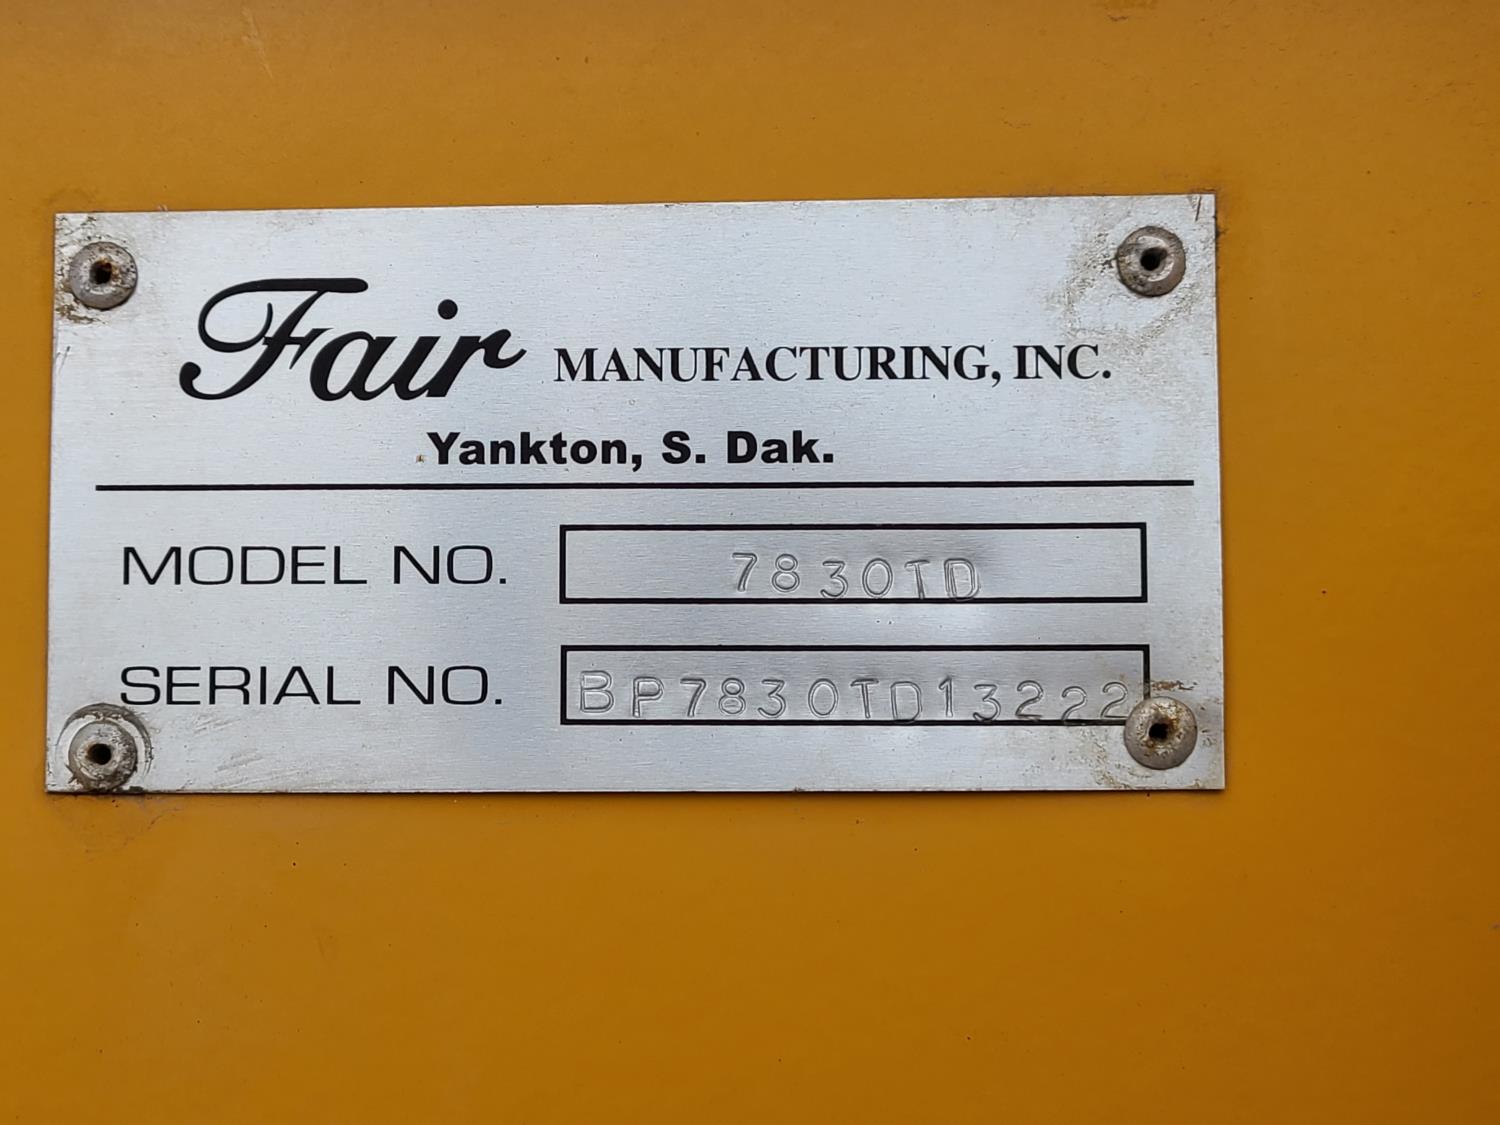 Fair MANUFACTURING, INC.
Yankton, S. Dak.
MODEL NO. 7830TD
SERIAL NO. BP7830TD13222